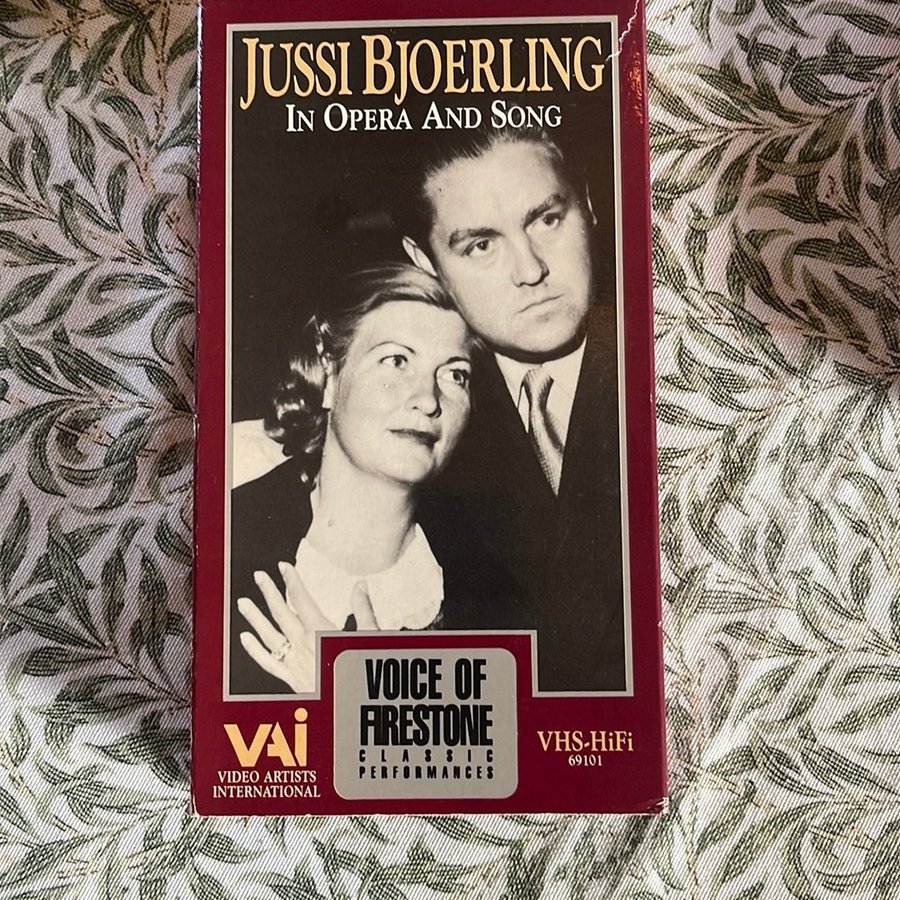 JUSSI BJOERLING
IN OPERA AND SONG
VOICE OF
FIRESTONE
CLASSIC
PERFORMANCES
VAI
VIDEO ARTISTS
INTERNATIONAL
VHS-HiFi
69101